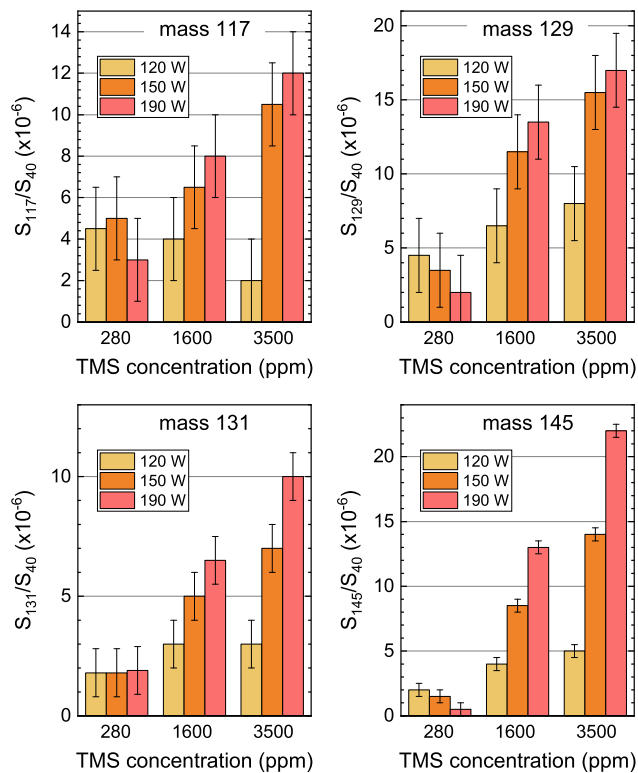 mass 117
120 W
150 W
190 W
14
12
10
8
6
4
2
0
S117/S40 (x10-6)
280 1600 3500
TMS concentration (ppm)
mass 129
120 W
150 W
190 W
20
15
10
5
0
S129/S40 (x10-6)
280 1600 3500
TMS concentration (ppm)
mass 131
120 W
150 W
190 W
10
5
0
S131/S40 (x10-6)
280 1600 3500
TMS concentration (ppm)
mass 145
120 W
150 W
190 W
20
15
10
5
0
S145/S40 (x10-6)
280 1600 3500
TMS concentration (ppm)